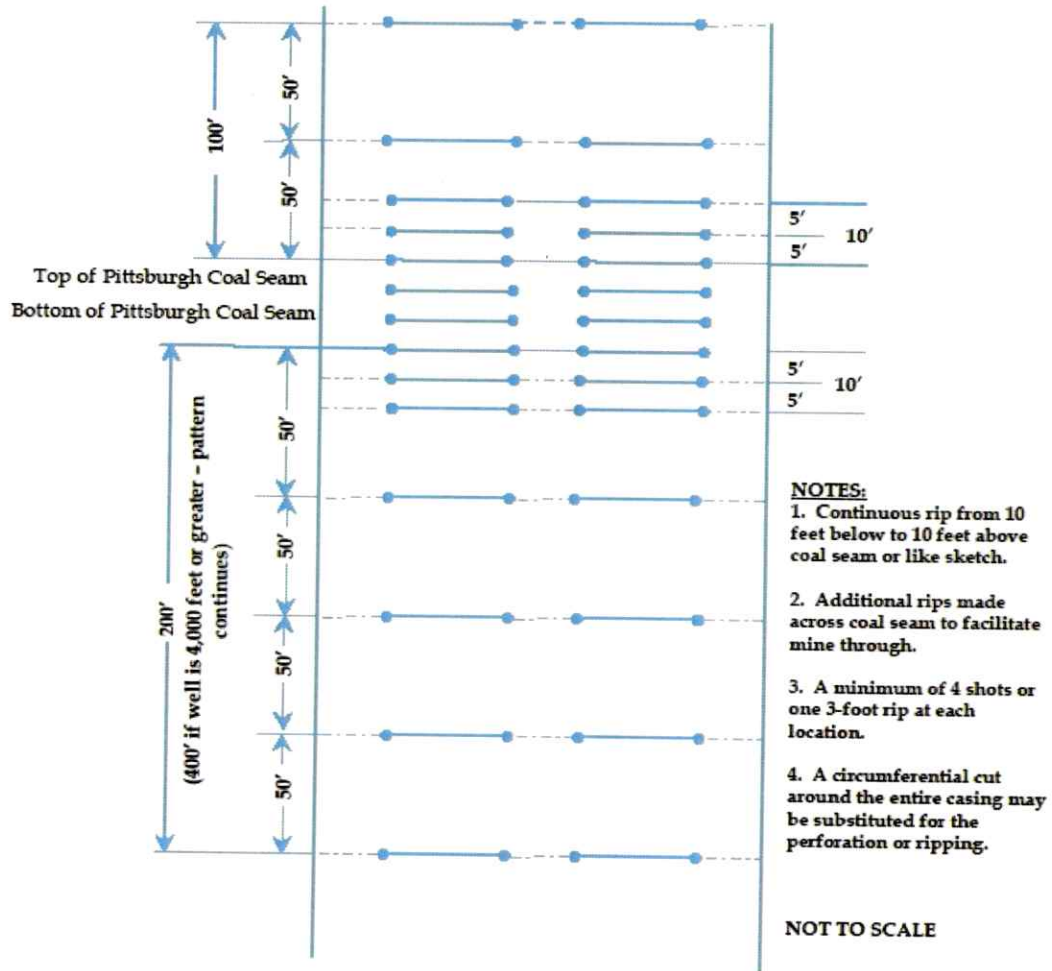 100'
50'
50'
5'
10'
5'
Top of Pittsburgh Coal Seam
Bottom of Pittsburgh Coal Seam
5'
10'
5'
200'
(400' if well is 4,000 feet or greater – pattern
continues)
50'
50'
50'
50'
NOTES:
1. Continuous rip from 10
feet below to 10 feet above
coal seam or like sketch.
2. Additional rips made
across coal seam to facilitate
mine through.
3. A minimum of 4 shots or
one 3-foot rip at each
location.
4. A circumferential cut
around the entire casing may
be substituted for the
perforation or ripping.
NOT TO SCALE